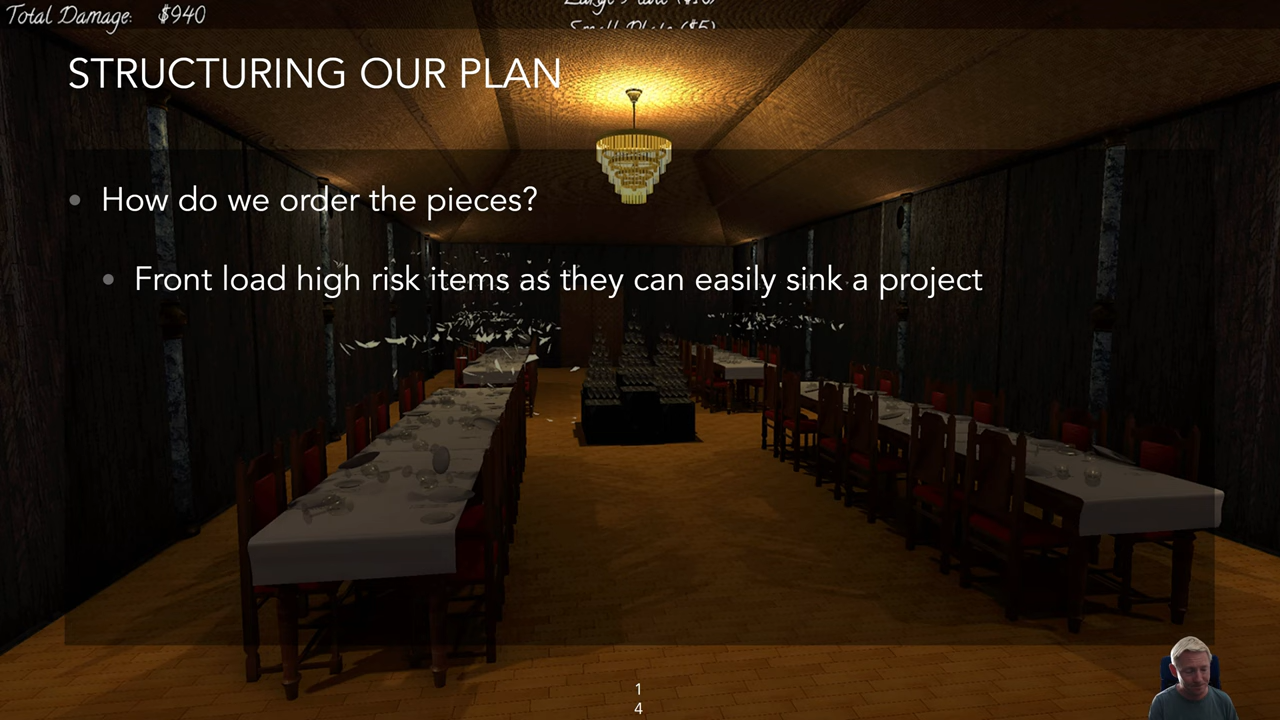 Total Damage: $940
STRUCTURING OUR PLAN
How do we order the pieces?
Front load high risk items as they can easily sink a project
1
4